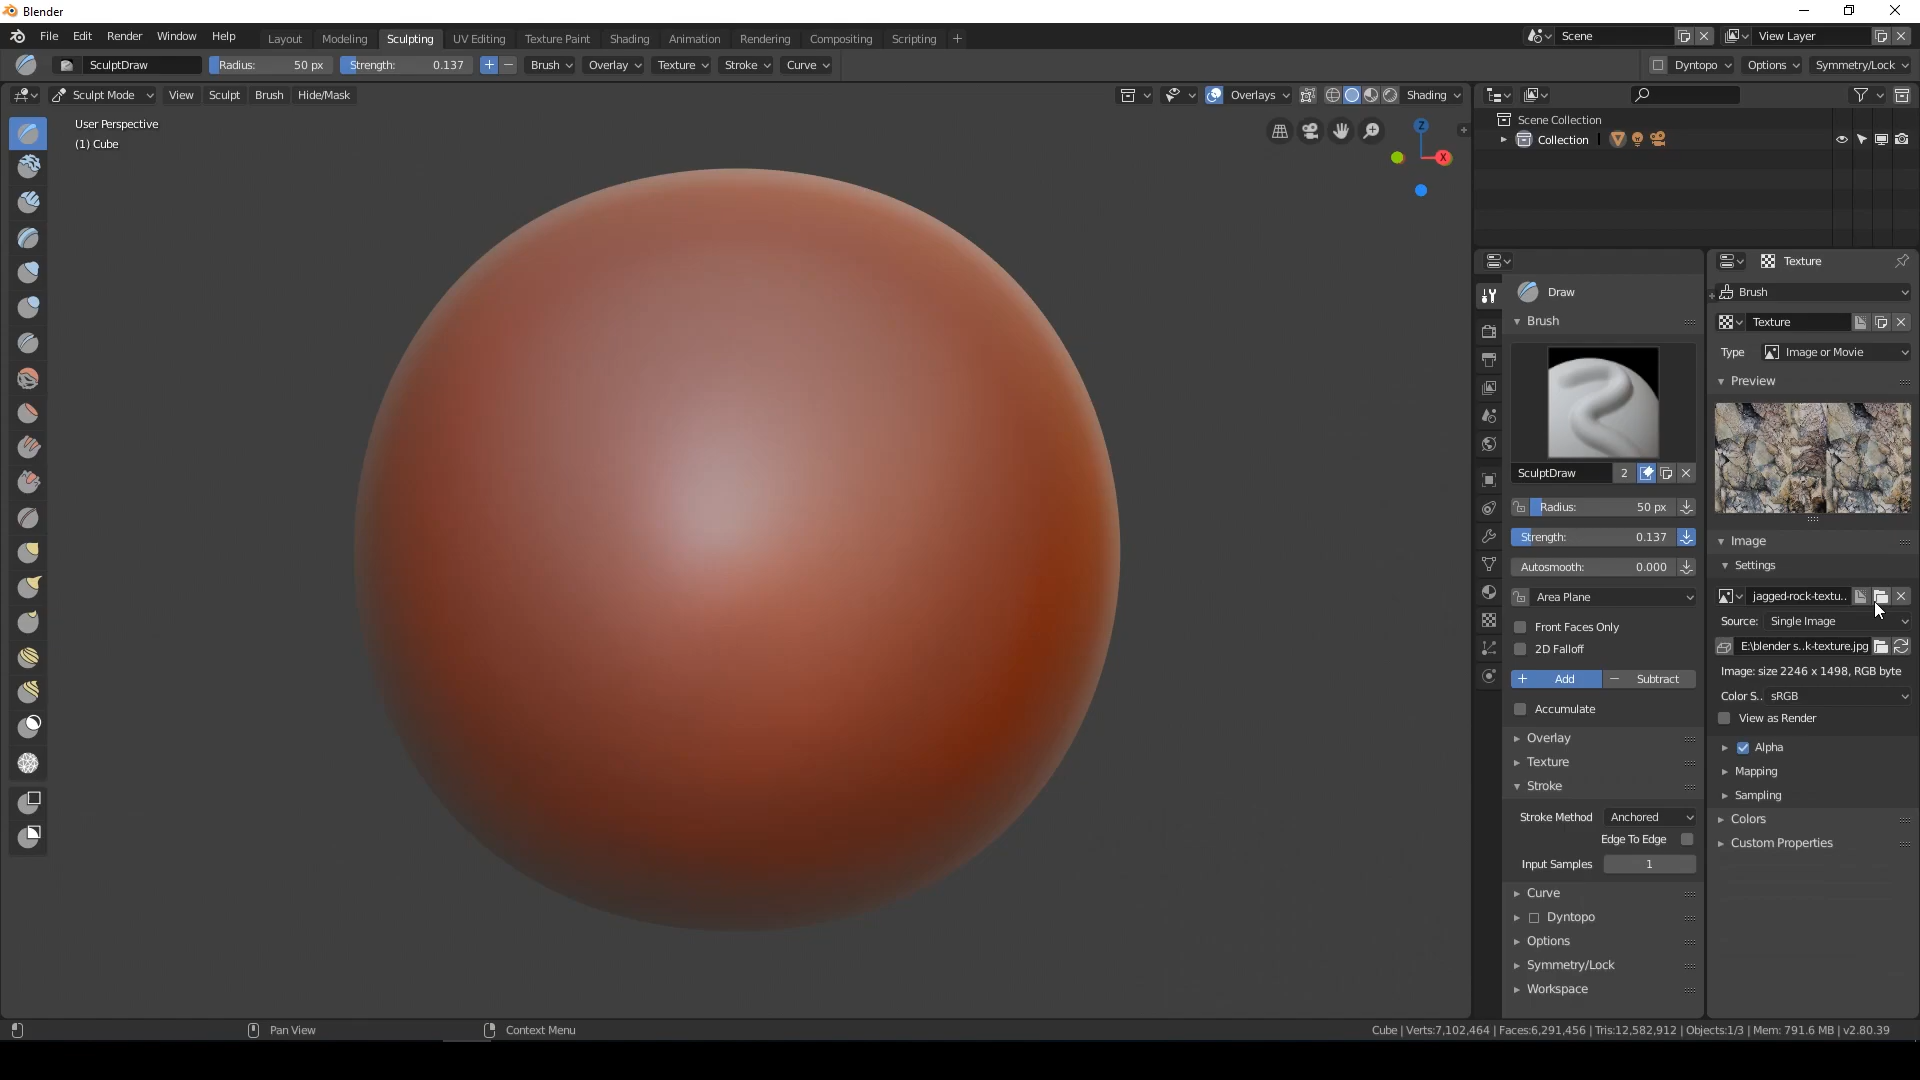 Blender
File Edit Render Window Help Layout Modeling Sculpting UV Editing Texture Paint Shading Animation Rendering Compositing Scripting + Scene View Layer
SculptDraw Radius: 50 px Strength: 0.137 + − Brush Overlay Texture Stroke Curve Dyntopo Options Symmetry/Lock
Sculpt Mode View Sculpt Brush Hide/Mask Overlays Shading
User Perspective
(1) Cube
Z
X
Scene Collection
Collection
Draw
Brush
SculptDraw 2
Radius: 50 px
Strength: 0.137
Autosmooth: 0.000
Area Plane
Front Faces Only
2D Falloff
+ Add − Subtract
Accumulate
Overlay
Texture
Stroke
Stroke Method Anchored
Edge To Edge
Input Samples 1
Curve
Dyntopo
Options
Symmetry/Lock
Workspace
Texture
Brush
Texture
Type Image or Movie
Preview
Image
Settings
jagged-rock-textu..
Source: Single Image
E:\blender s..k-texture.jpg
Image: size 2246 x 1498, RGB byte
Color S.. sRGB
View as Render
Alpha
Mapping
Sampling
Colors
Custom Properties
Pan View Context Menu Cube | Verts:7,102,464 | Faces:6,291,456 | Tris:12,582,912 | Objects:1/3 | Mem: 791.6 MB | v2.80.39